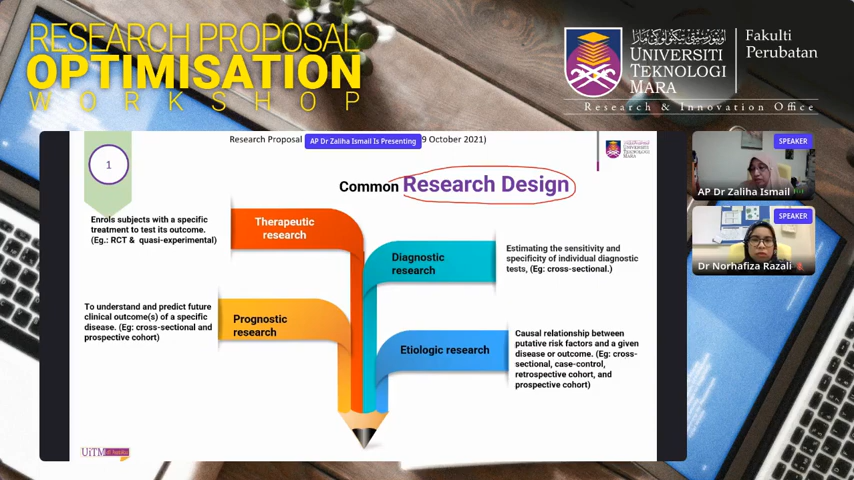 RESEARCH PROPOSAL
OPTIMISATION
WORKSHOP
UNIVERSITI
TEKNOLOGI
MARA
Fakulti
Perubatan
Research & Innovation Office
Research Proposal
AP Dr Zaliha Ismail Is Presenting
9 October 2021)
UNIVERSITI
TEKNOLOGI
MARA
1
Common Research Design
Enrols subjects with a specific
treatment to test its outcome.
(Eg.: RCT & quasi-experimental)
Therapeutic
research
Diagnostic
research
Estimating the sensitivity and
specificity of individual diagnostic
tests, (Eg: cross-sectional.)
To understand and predict future
clinical outcome(s) of a specific
disease. (Eg: cross-sectional and
prospective cohort)
Prognostic
research
Etiologic research
Causal relationship between
putative risk factors and a given
disease or outcome. (Eg: cross-
sectional, case-control,
retrospective cohort, and
prospective cohort)
UiTM
SPEAKER
AP Dr Zaliha Ismail
SPEAKER
Dr Norhafiza Razali